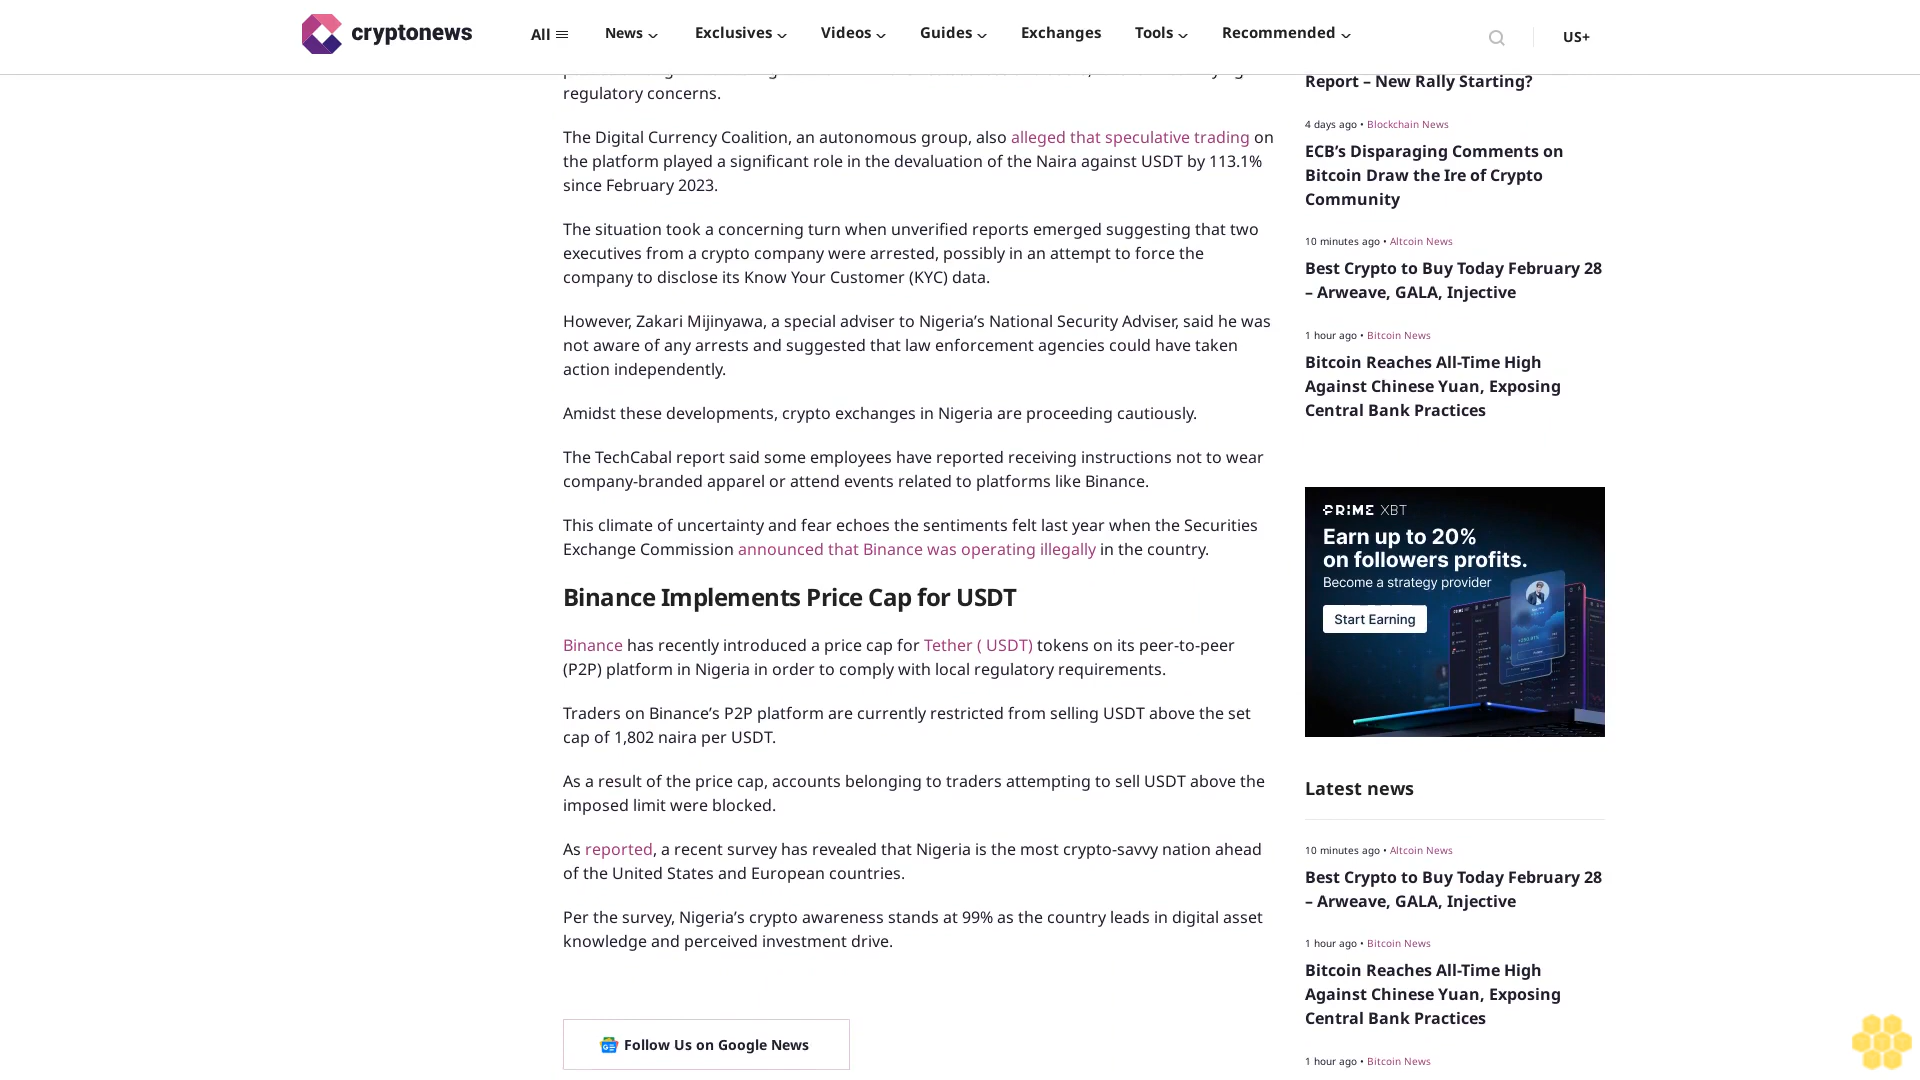 cryptonews
All
News
Exclusives
Videos
Guides
Exchanges
Tools
Recommended
US+
regulatory concerns.
The Digital Currency Coalition, an autonomous group, also alleged that speculative trading on
the platform played a significant role in the devaluation of the Naira against USDT by 113.1%
since February 2023.
The situation took a concerning turn when unverified reports emerged suggesting that two
executives from a crypto company were arrested, possibly in an attempt to force the
company to disclose its Know Your Customer (KYC) data.
However, Zakari Mijinyawa, a special adviser to Nigeria’s National Security Adviser, said he was
not aware of any arrests and suggested that law enforcement agencies could have taken
action independently.
Amidst these developments, crypto exchanges in Nigeria are proceeding cautiously.
The TechCabal report said some employees have reported receiving instructions not to wear
company-branded apparel or attend events related to platforms like Binance.
This climate of uncertainty and fear echoes the sentiments felt last year when the Securities
Exchange Commission announced that Binance was operating illegally in the country.
Binance Implements Price Cap for USDT
Binance has recently introduced a price cap for Tether ( USDT) tokens on its peer-to-peer
(P2P) platform in Nigeria in order to comply with local regulatory requirements.
Traders on Binance’s P2P platform are currently restricted from selling USDT above the set
cap of 1,802 naira per USDT.
As a result of the price cap, accounts belonging to traders attempting to sell USDT above the
imposed limit were blocked.
As reported, a recent survey has revealed that Nigeria is the most crypto-savvy nation ahead
of the United States and European countries.
Per the survey, Nigeria’s crypto awareness stands at 99% as the country leads in digital asset
knowledge and perceived investment drive.
Follow Us on Google News
Report – New Rally Starting?
4 days ago • Blockchain News
ECB’s Disparaging Comments on
Bitcoin Draw the Ire of Crypto
Community
10 minutes ago • Altcoin News
Best Crypto to Buy Today February 28
– Arweave, GALA, Injective
1 hour ago • Bitcoin News
Bitcoin Reaches All-Time High
Against Chinese Yuan, Exposing
Central Bank Practices
PRIME XBT
Earn up to 20%
on followers profits.
Become a strategy provider
Start Earning
Latest news
10 minutes ago • Altcoin News
Best Crypto to Buy Today February 28
– Arweave, GALA, Injective
1 hour ago • Bitcoin News
Bitcoin Reaches All-Time High
Against Chinese Yuan, Exposing
Central Bank Practices
1 hour ago • Bitcoin News